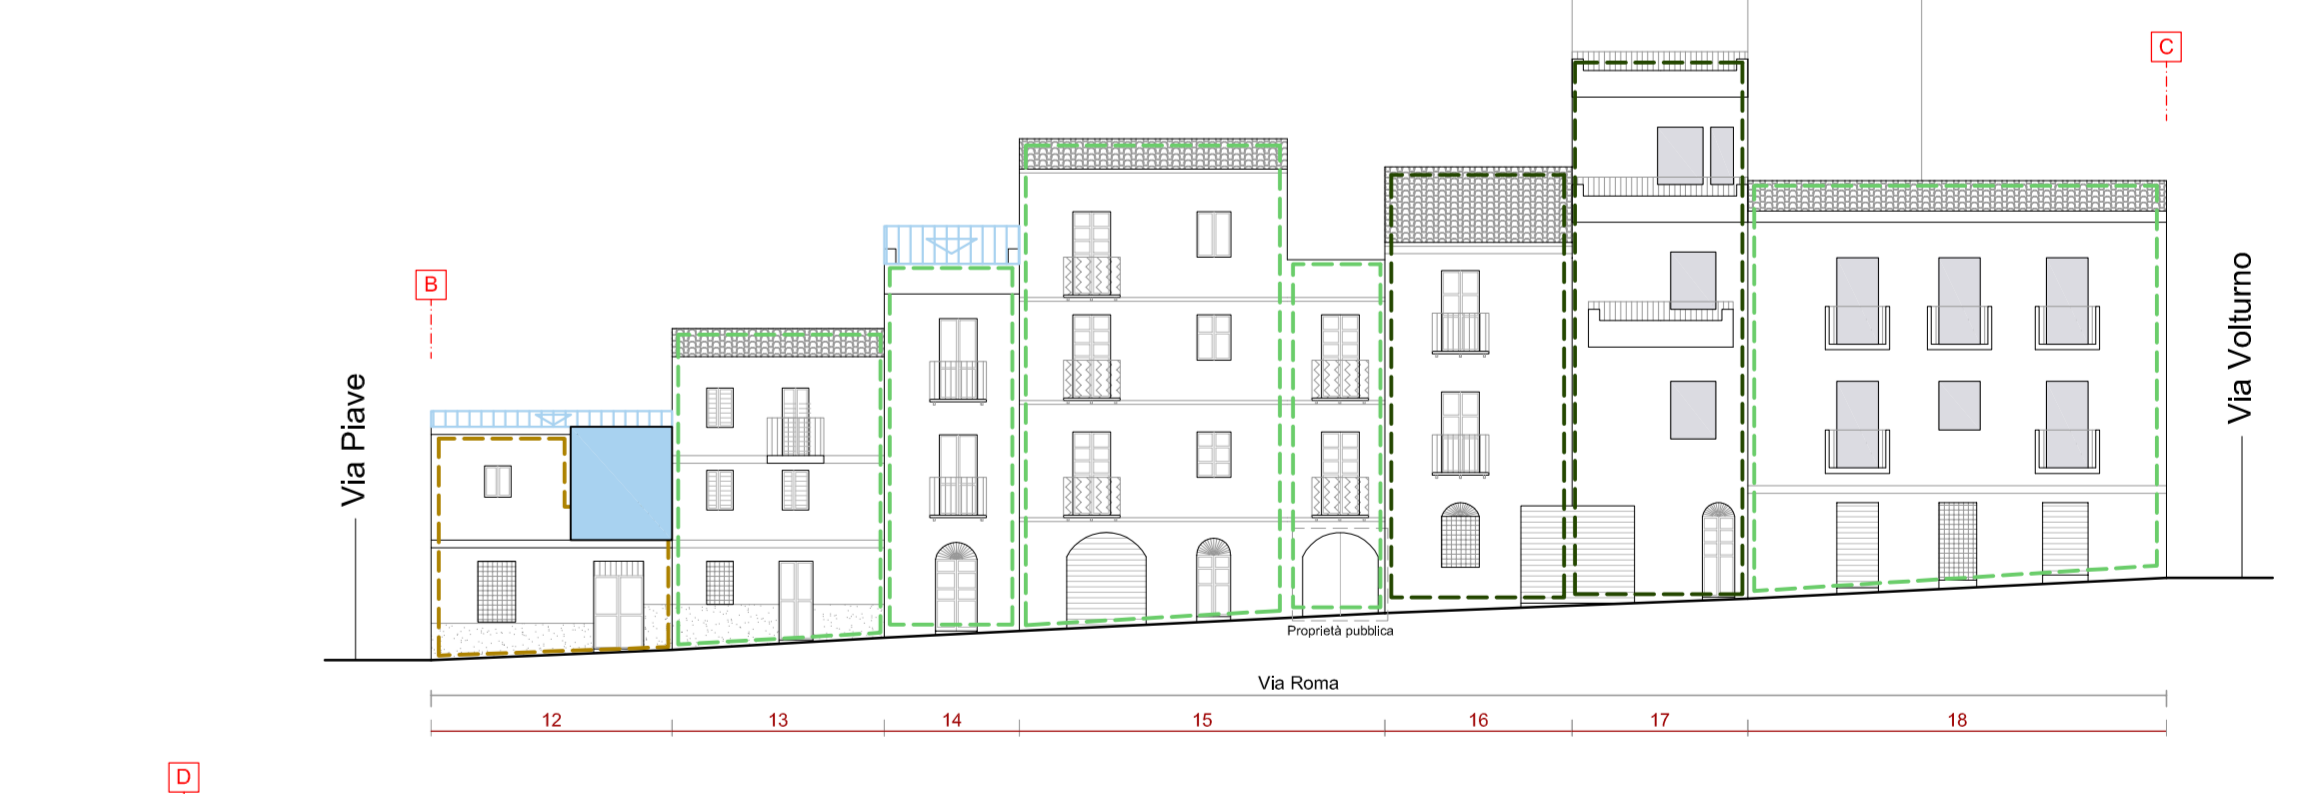 C
B
Via Piave
Via Volturno
Proprietà pubblica
Via Roma
12 13 14 15 16 17 18
D